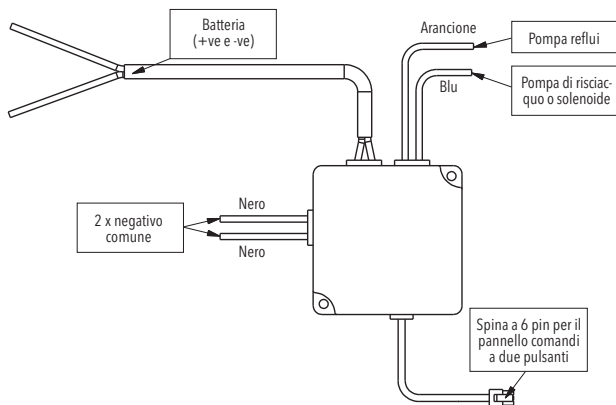 Batteria
(+ve e -ve)
Arancione
Pompa reflui
Pompa di risciac-
quo o solenoide
Blu
Nero
2 x negativo
comune
Nero
Spina a 6 pin per il
pannello comandi
a due pulsanti